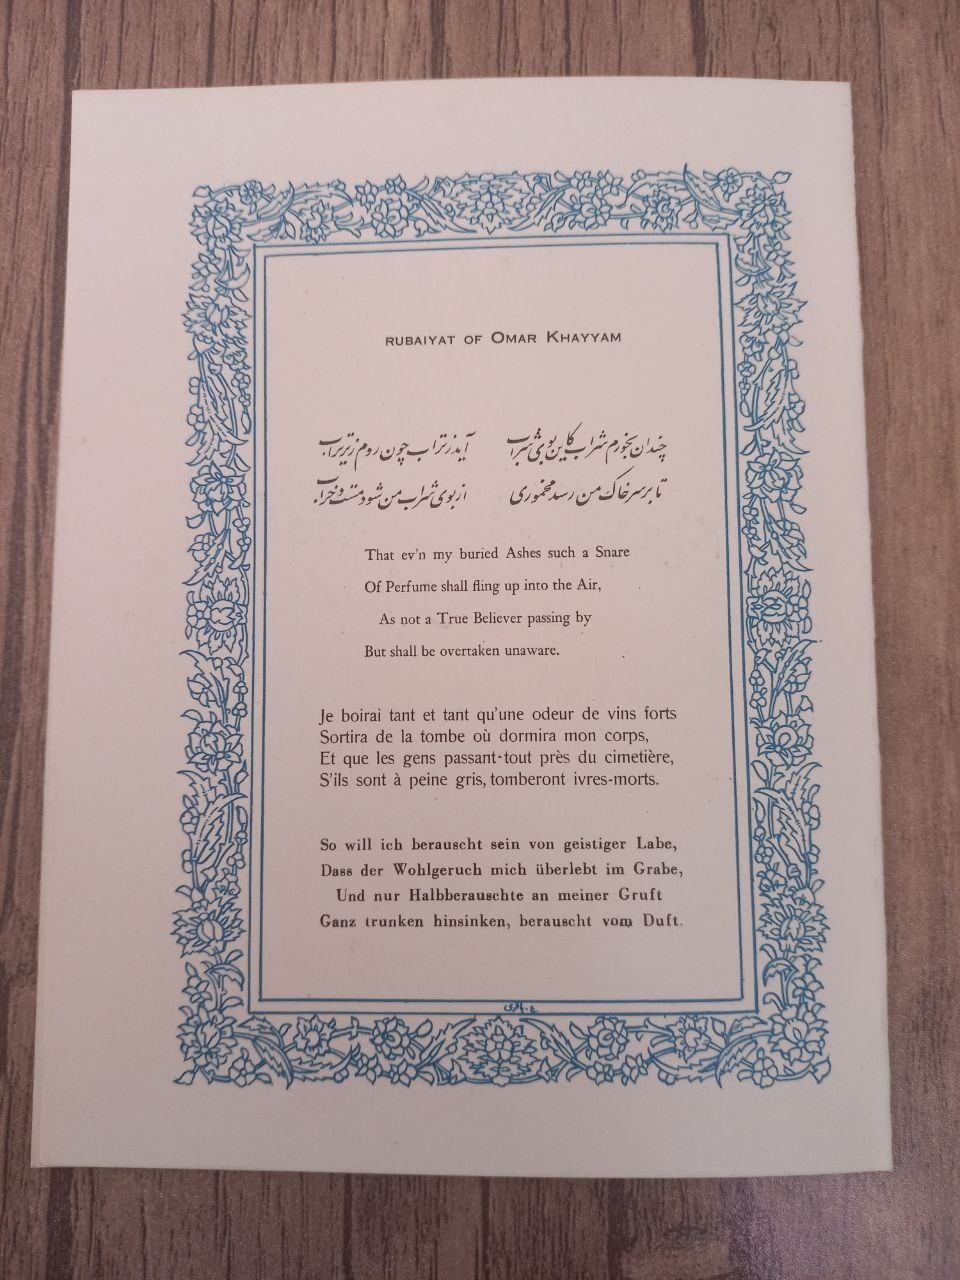 RUBAIYAT OF OMAR KHAYYAM
چندان بخورم شراب کاین بوی شراب آید ز تراب چون روم زیر تراب
تا بر سر خاک من رسد مخموری از بوی شراب من شود مست و خراب
That ev'n my buried Ashes such a Snare
Of Perfume shall fling up into the Air,
As not a True Believer passing by
But shall be overtaken unaware.
Je boirai tant et tant qu'une odeur de vins forts
Sortira de la tombe où dormira mon corps,
Et que les gens passant-tout près du cimetière,
S'ils sont à peine gris, tomberont ivres-morts.
So will ich berauscht sein von geistiger Labe,
Dass der Wohlgeruch mich überlebt im Grabe,
Und nur Halbberauschte an meiner Gruft
Ganz trunken hinsinken, berauscht vom Duft.